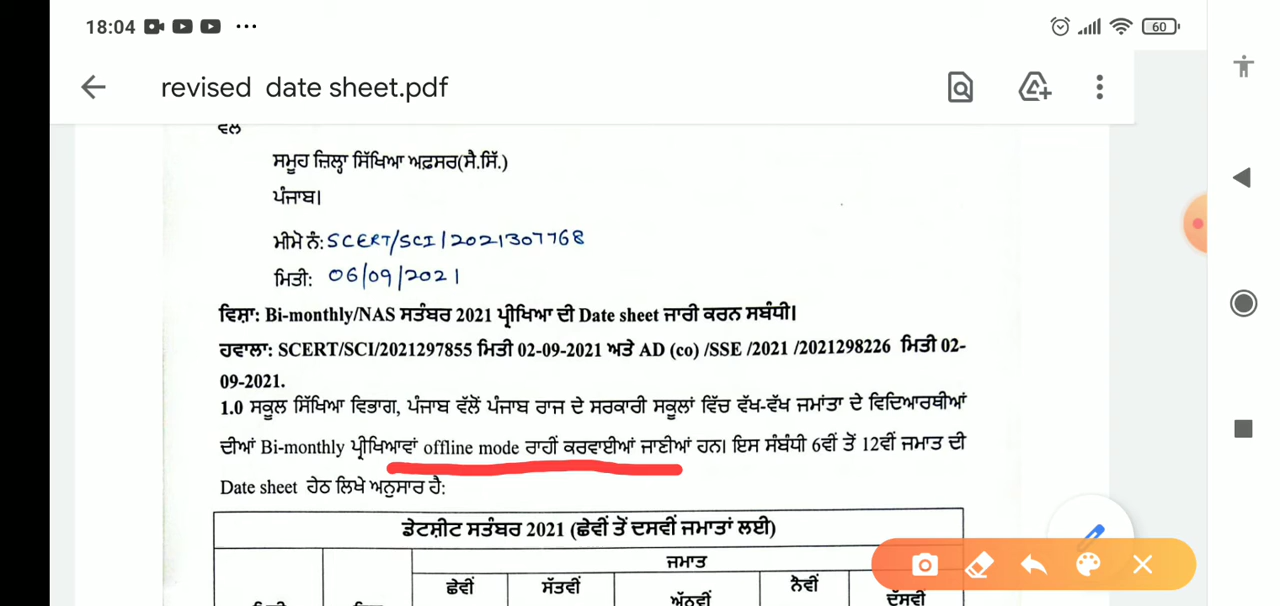 18:04
60
revised date sheet.pdf
ਵਲੋਂ
ਸਮੂਹ ਜ਼ਿਲ੍ਹਾ ਸਿੱਖਿਆ ਅਫ਼ਸਰ(ਸੈ.ਸਿੱ.)
ਪੰਜਾਬ।
ਮੀਮੋ ਨੰ: SCERT/SCI/2021307768
ਮਿਤੀ: 06/09/2021
ਵਿਸ਼ਾ: Bi-monthly/NAS ਸਤੰਬਰ 2021 ਪ੍ਰੀਖਿਆ ਦੀ Date sheet ਜਾਰੀ ਕਰਨ ਸਬੰਧੀ।
ਹਵਾਲਾ: SCERT/SCI/2021297855 ਮਿਤੀ 02-09-2021 ਅਤੇ AD (co) /SSE /2021 /2021298226 ਮਿਤੀ 02-
09-2021.
1.0 ਸਕੂਲ ਸਿੱਖਿਆ ਵਿਭਾਗ, ਪੰਜਾਬ ਵੱਲੋਂ ਪੰਜਾਬ ਰਾਜ ਦੇ ਸਰਕਾਰੀ ਸਕੂਲਾਂ ਵਿੱਚ ਵੱਖ-ਵੱਖ ਜਮਾਂਤਾ ਦੇ ਵਿਦਿਆਰਥੀਆਂ
ਦੀਆਂ Bi-monthly ਪ੍ਰੀਖਿਆਵਾਂ offline mode ਰਾਹੀਂ ਕਰਵਾਈਆਂ ਜਾਣੀਆਂ ਹਨ। ਇਸ ਸੰਬੰਧੀ 6ਵੀਂ ਤੋਂ 12ਵੀਂ ਜਮਾਤ ਦੀ
Date sheet ਹੇਠ ਲਿਖੇ ਅਨੁਸਾਰ ਹੈ:
ਡੇਟਸ਼ੀਟ ਸਤੰਬਰ 2021 (ਛੇਵੀਂ ਤੋਂ ਦਸਵੀਂ ਜਮਾਤਾਂ ਲਈ)
ਜਮਾਤ
ਛੇਵੀਂ ਸੱਤਵੀਂ ਅੱਠਵੀਂ ਨੌਵੀਂ ਦੱਸਵੀ